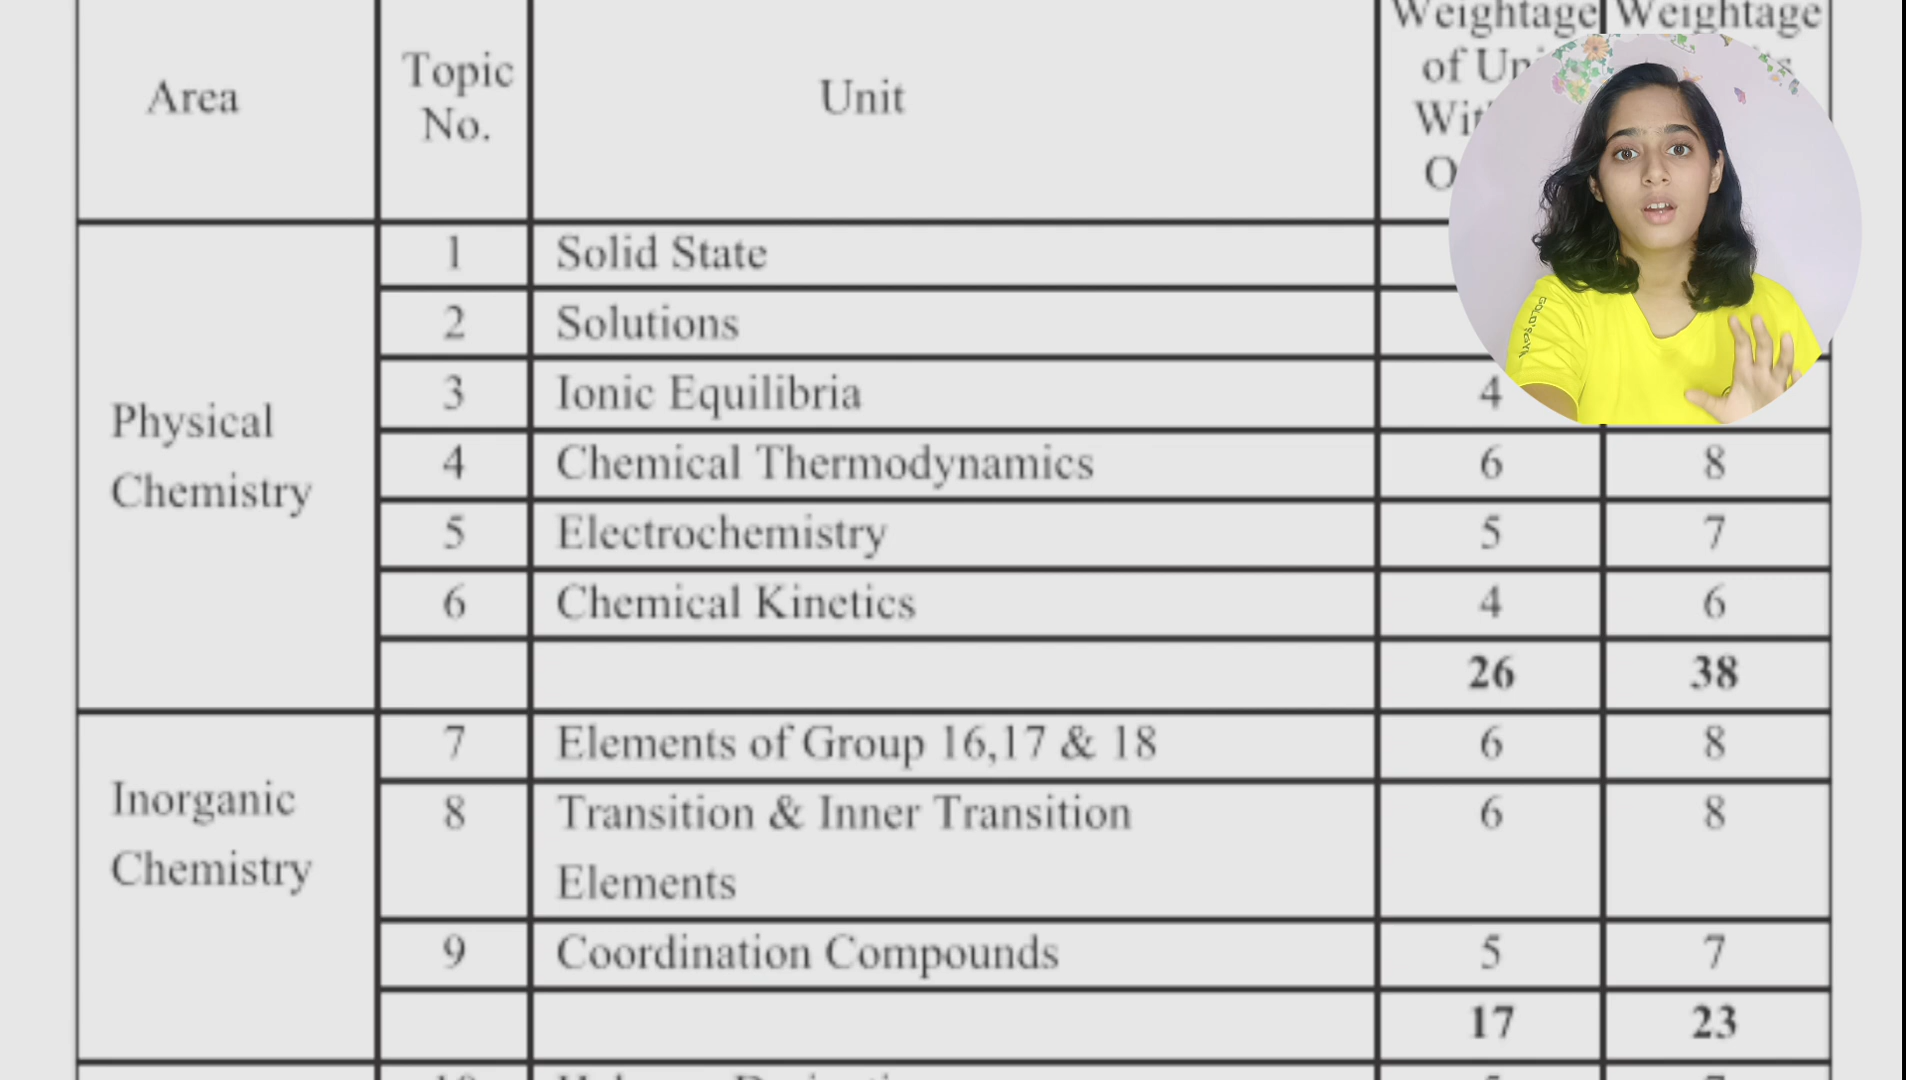 Area
Topic
No.
Unit
Weightage
of
Weightage
1
Solid State
2
Solutions
3
Ionic Equilibria
4
Physical
Chemistry
4
Chemical Thermodynamics
6
8
5
Electrochemistry
5
7
6
Chemical Kinetics
4
6
26
38
Inorganic
Chemistry
7
Elements of Group 16,17 & 18
6
8
8
Transition & Inner Transition
Elements
6
8
9
Coordination Compounds
5
7
17
23